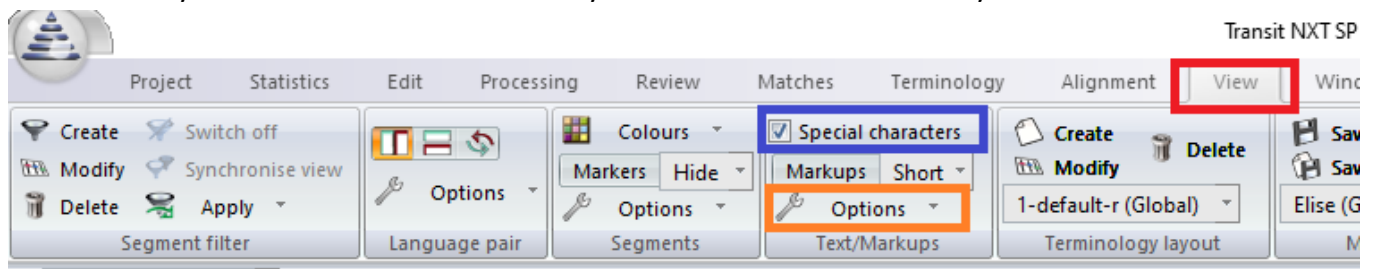 Transit NXT SP
Project Statistics Edit Processing Review Matches Terminology Alignment View
Create Switch off Colours Special characters Create Delete
Modify Synchronise view Markers Hide Markups Short Modify
Delete Apply Options Options Options 1-default-r (Global) Elise (G
Segment filter Language pair Segments Text/Markups Terminology layout